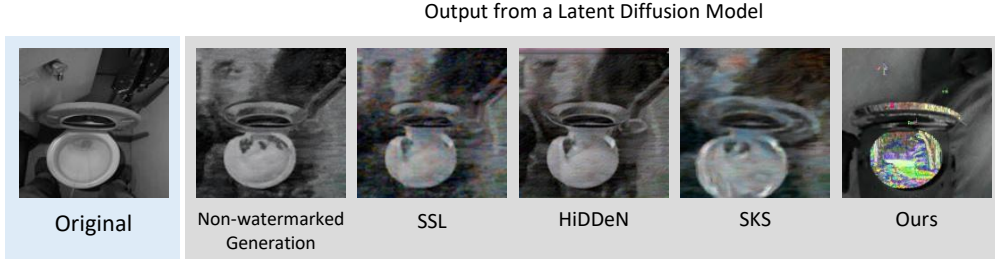 Output from a Latent Diffusion Model
Original
Non-watermarked
Generation
SSL
HiDDeN
SKS
Ours